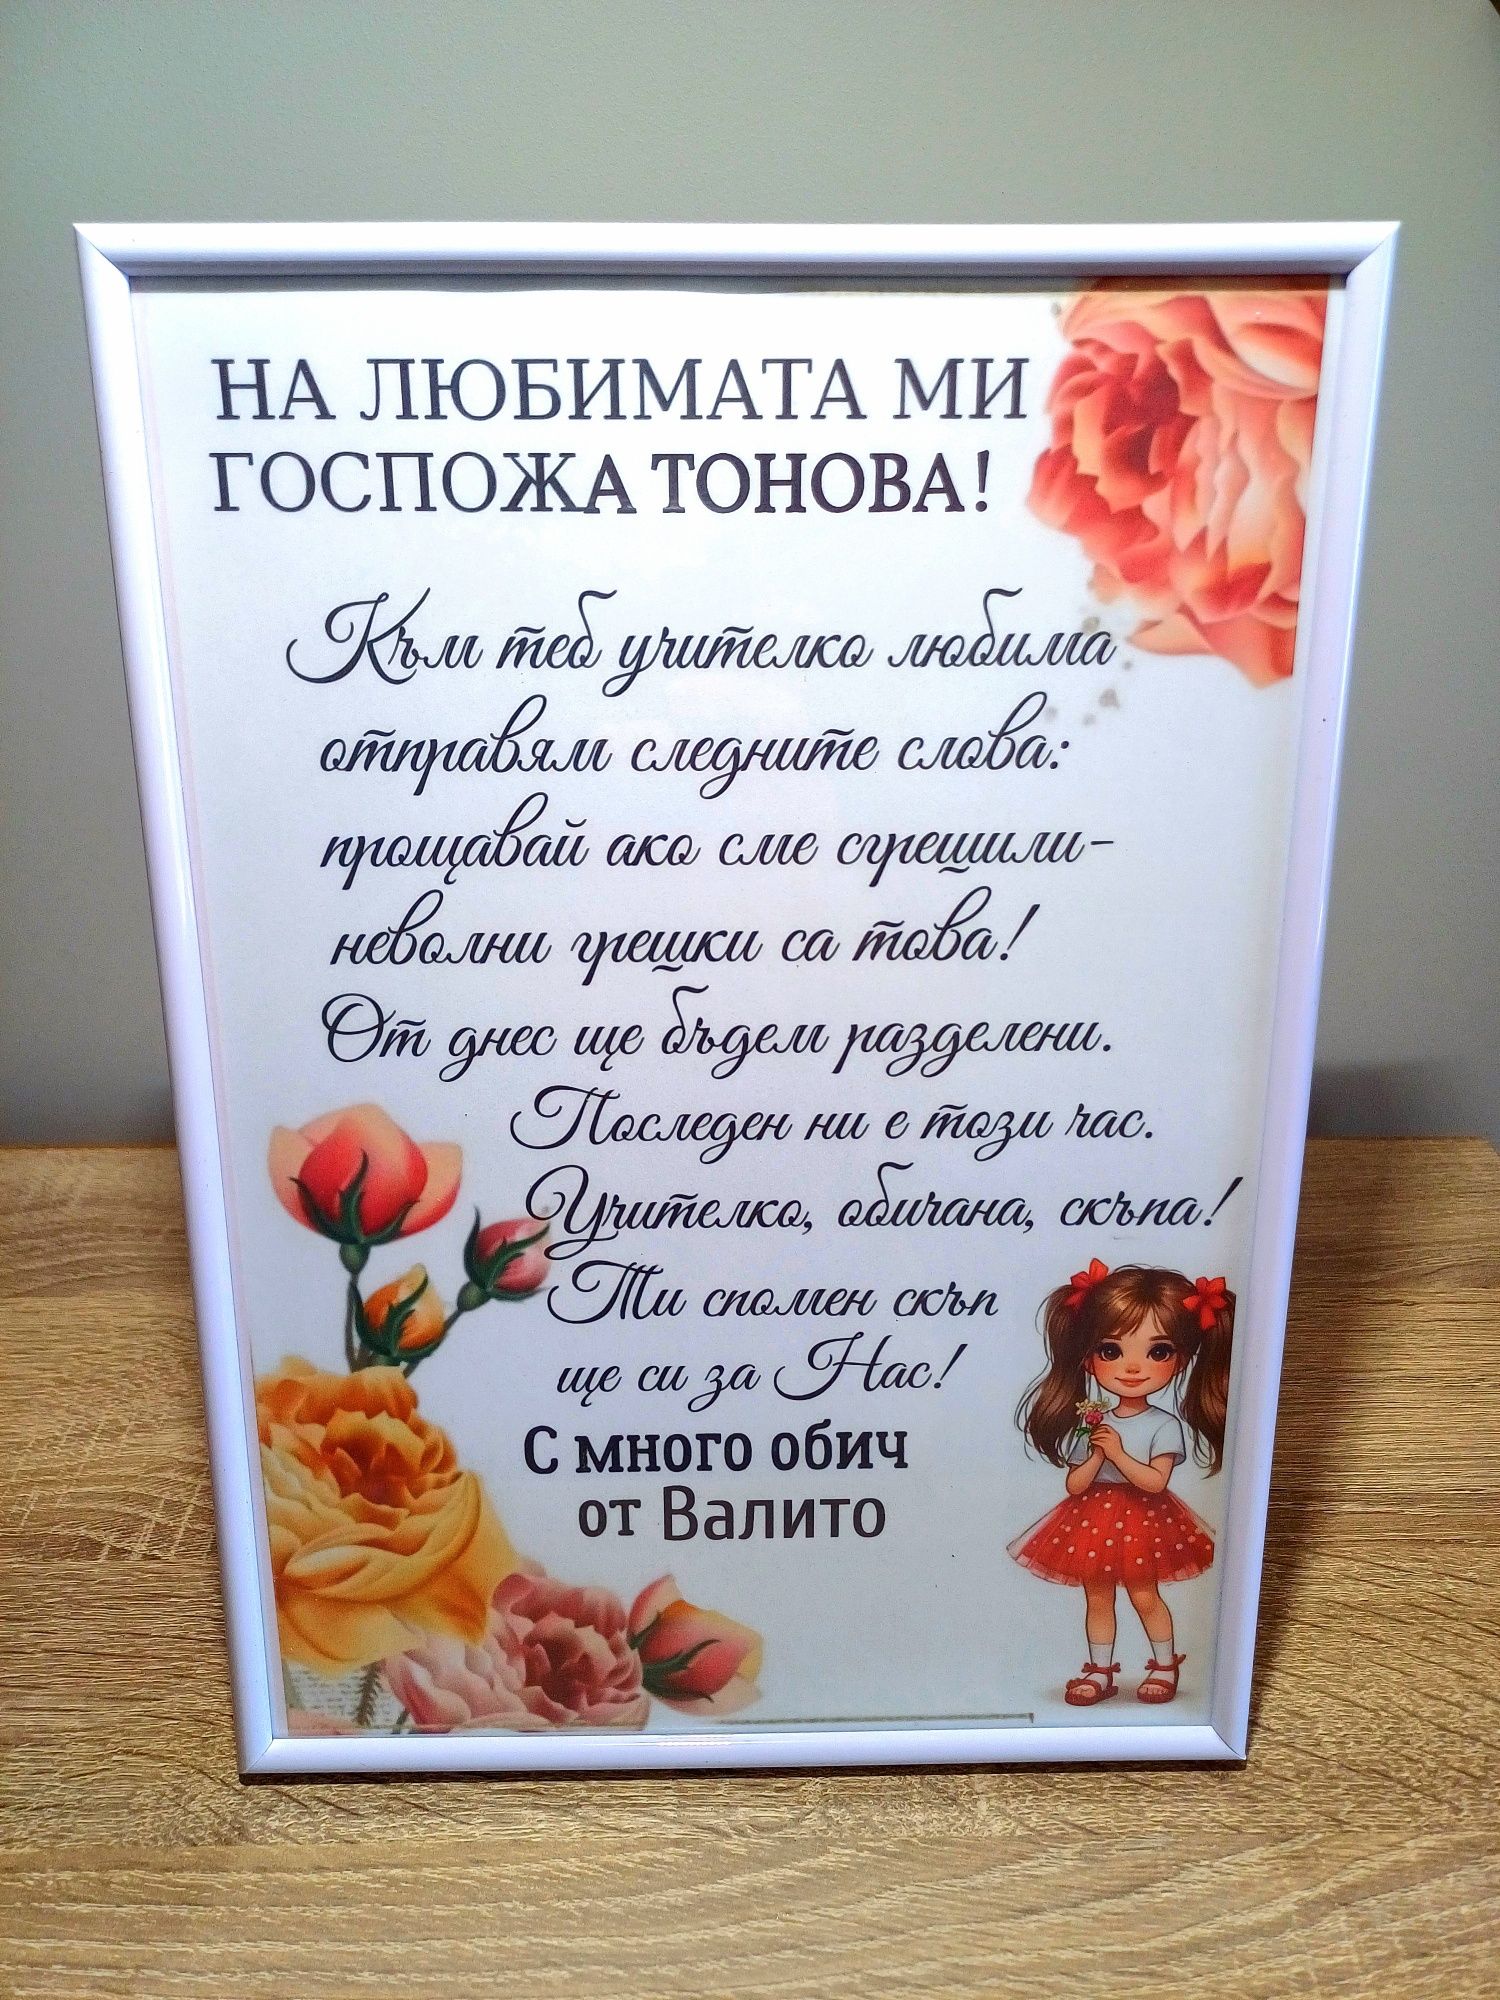 НА ЛЮБИМАТА МИ
ГОСПОЖА ТОНОВА!
Към теб учителко любима
отправям следните слова:
прощавай ако сме сгрешили-
неволни грешки са това!
От днес ще бъдем разделени.
Последен ни е този час.
Учителко, обичана, скъпа!
Ти спомен скъп
ще си за Нас!
С много обич
от Валито